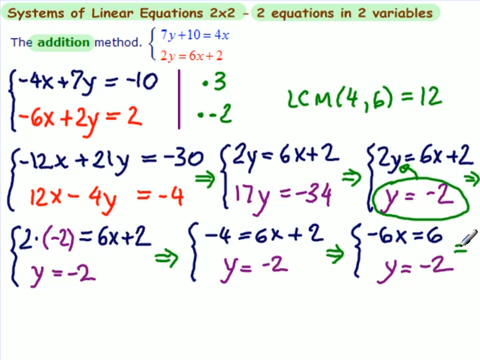 Systems of Linear Equations 2x2 - 2 equations in 2 variables
The addition method. { 7y+10 = 4x
2y = 6x+2
{ -4x+7y = -10 | · 3
-6x+2y = 2 | · -2
LCM(4,6) = 12
{ -12x + 21y = -30
12x - 4y = -4
⇒ { 2y = 6x+2
17y = -34
⇒ { 2y = 6x+2
y = -2 ⇒
{ 2·(-2) = 6x+2
y = -2
⇒ { -4 = 6x + 2
y = -2
⇒ { -6x = 6
y = -2 =